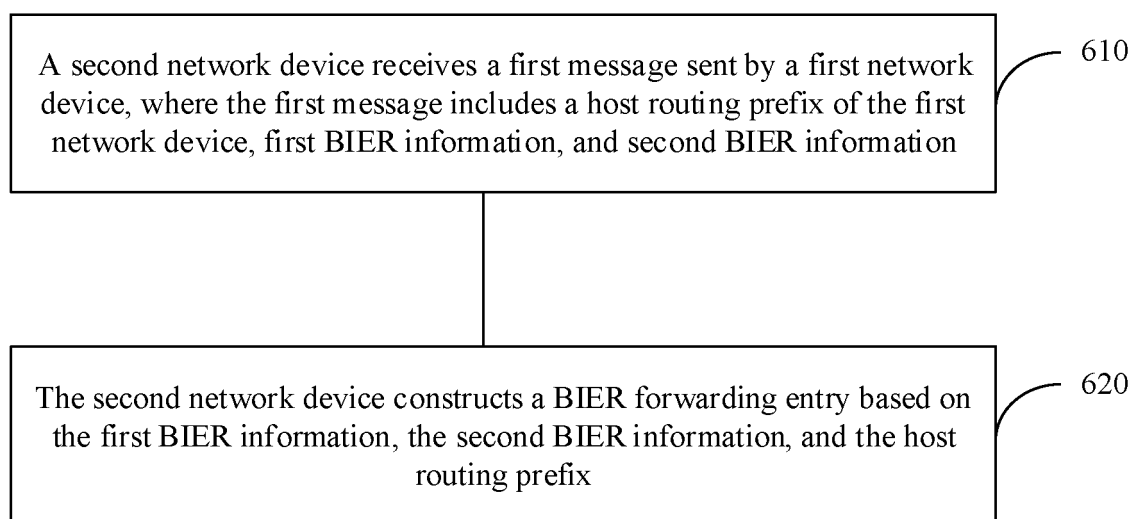 A second network device receives a first message sent by a first network
device, where the first message includes a host routing prefix of the first
network device, first BIER information, and second BIER information
610
The second network device constructs a BIER forwarding entry based on
the first BIER information, the second BIER information, and the host
routing prefix
620